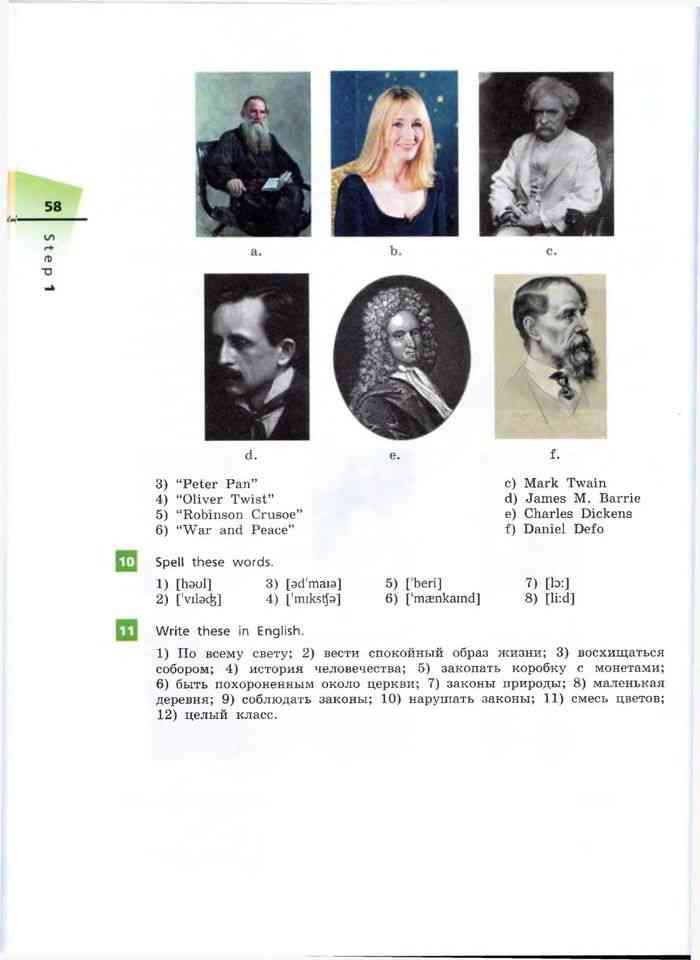 58
Step 1
a.
b.
c.
d.
e.
f.
3) “Peter Pan”
4) “Oliver Twist”
5) “Robinson Crusoe”
6) “War and Peace”
c) Mark Twain
d) James M. Barrie
e) Charles Dickens
f) Daniel Defo
10 Spell these words.
1) [həʊl] 3) [əd'maɪə] 5) ['beri] 7) [lɔ:]
2) ['vɪlɪʤ] 4) ['mɪkstʃə] 6) ['mænkaɪnd] 8) [li:d]
11 Write these in English.
1) По всему свету; 2) вести спокойный образ жизни; 3) восхищаться
собором; 4) история человечества; 5) закопать коробку с монетами;
6) быть похороненным около церкви; 7) законы природы; 8) маленькая
деревня; 9) соблюдать законы; 10) нарушать законы; 11) смесь цветов;
12) целый класс.